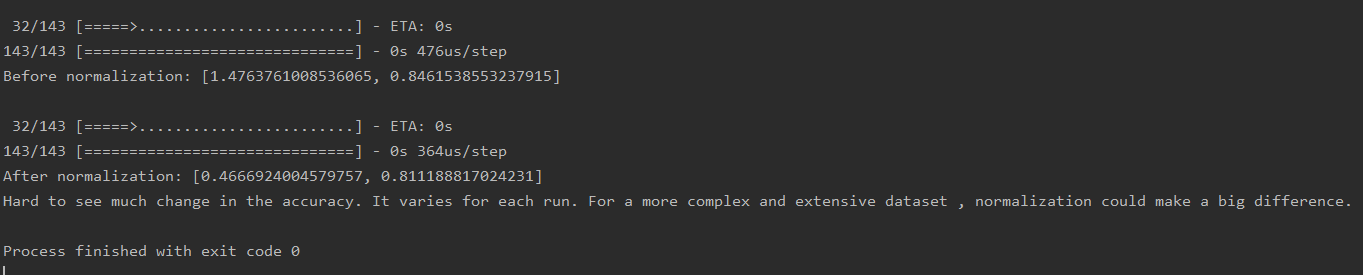 32/143 [=====>........................] - ETA: 0s
143/143 [==============================] - 0s 476us/step
Before normalization: [1.4763761008536065, 0.8461538553237915]
32/143 [=====>........................] - ETA: 0s
143/143 [==============================] - 0s 364us/step
After normalization: [0.4666924004579757, 0.811188817024231]
Hard to see much change in the accuracy. It varies for each run. For a more complex and extensive dataset , normalization could make a big difference.
Process finished with exit code 0